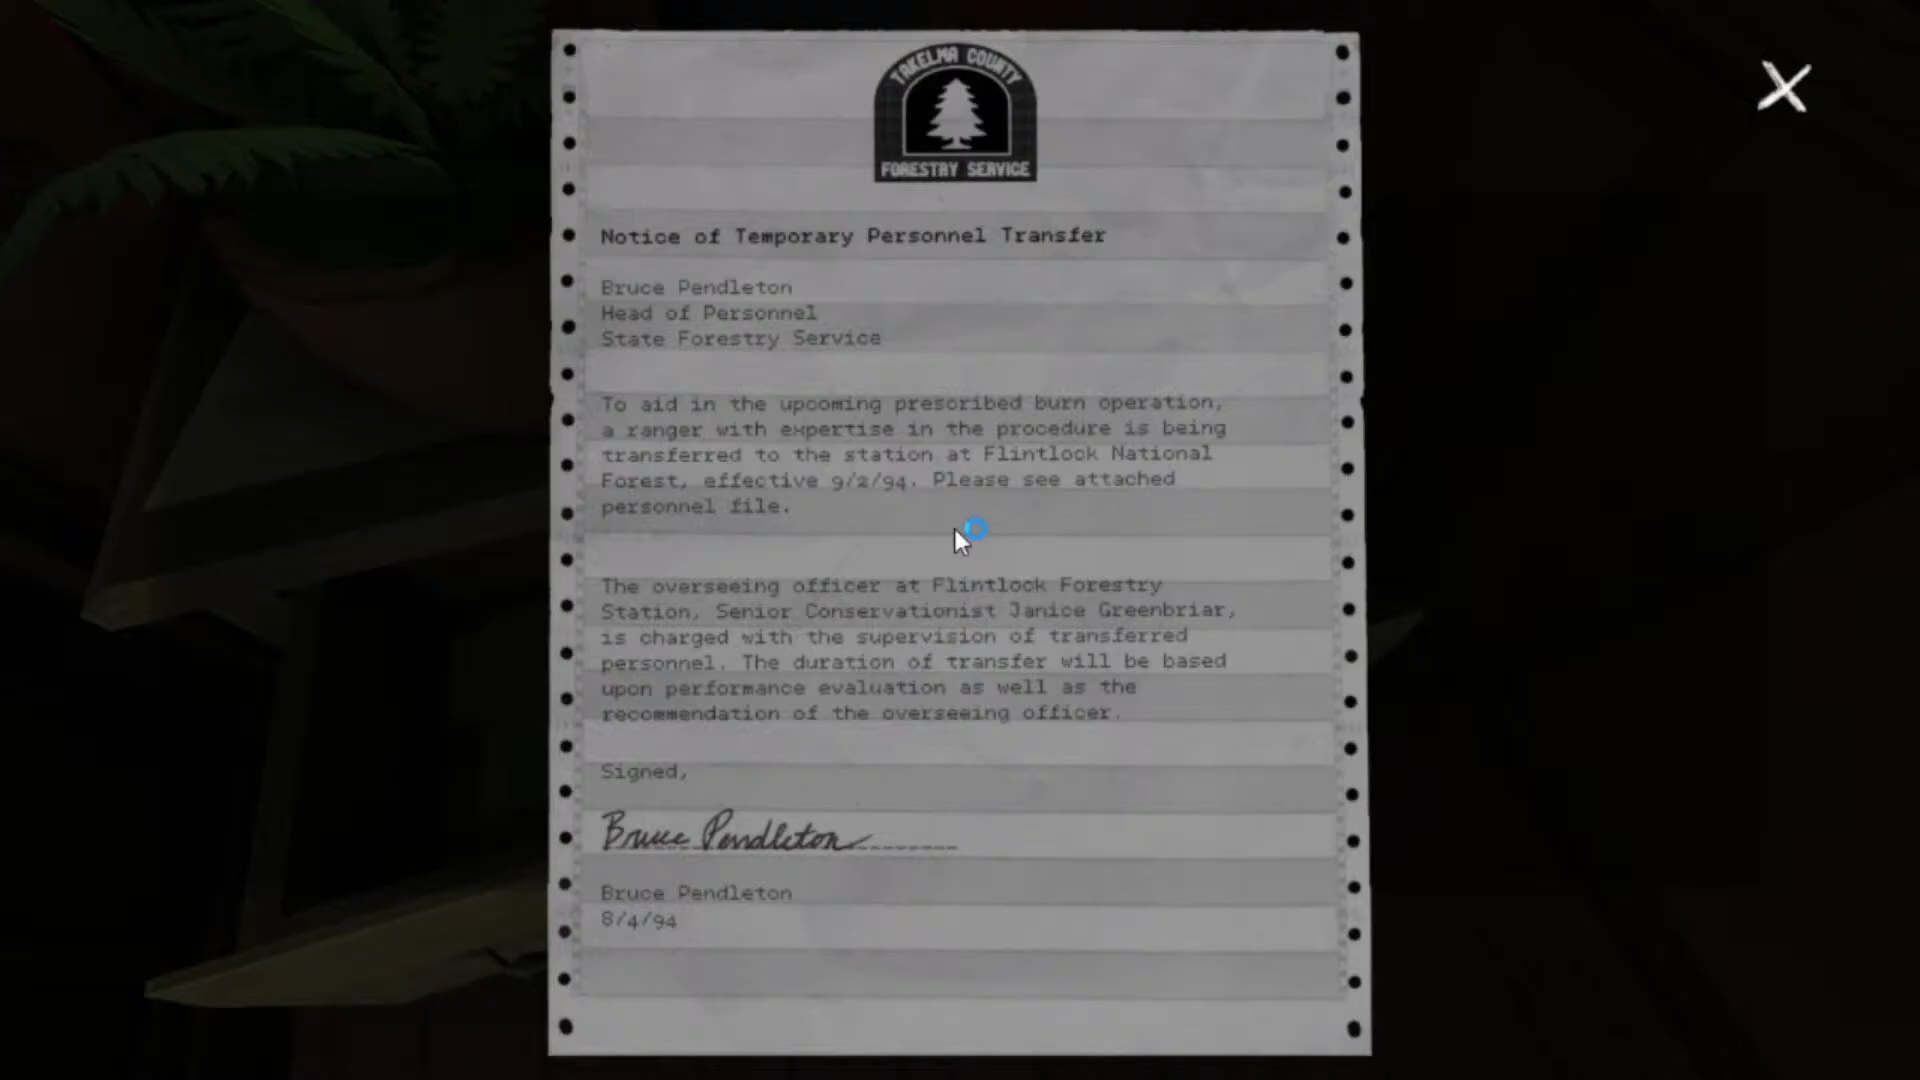 TAKELMA COUNTY
FORESTRY SERVICE
Notice of Temporary Personnel Transfer
Bruce Pendleton
Head of Personnel
State Forestry Service
To aid in the upcoming prescribed burn operation,
a ranger with expertise in the procedure is being
transferred to the station at Flintlock National
Forest, effective 9/2/94. Please see attached
personnel file.
The overseeing officer at Flintlock Forestry
Station, Senior Conservationist Janice Greenbriar,
is charged with the supervision of transferred
personnel. The duration of transfer will be based
upon performance evaluation as well as the
recommendation of the overseeing officer.
Signed,
Bruce Pendleton
Bruce Pendleton
8/4/94